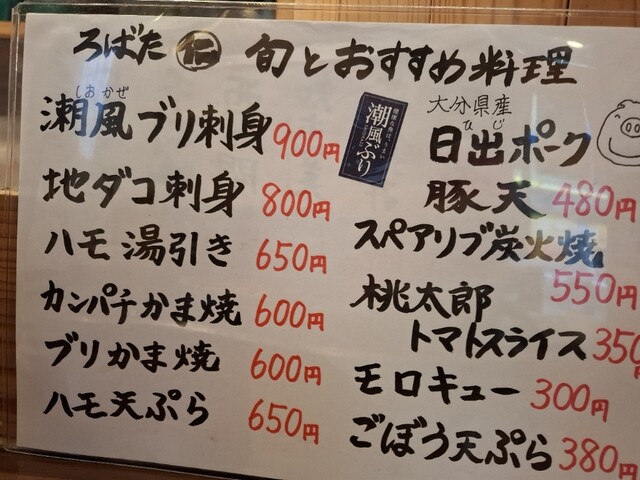 ろばた 仁 旬とおすすめ料理
しおかぜ
潮風ブリ刺身 900円
地ダコ刺身 800円
ハモ湯引き 650円
カンパチかま焼 600円
ブリかま焼 600円
ハモ天ぷら 650円
潮風ぶり
大分県産
ひじ
日出ポーク
豚天 480円
スペアリブ炭火焼
550円
桃太郎
トマトスライス 350円
モロキュー 300円
ごぼう天ぷら 380円